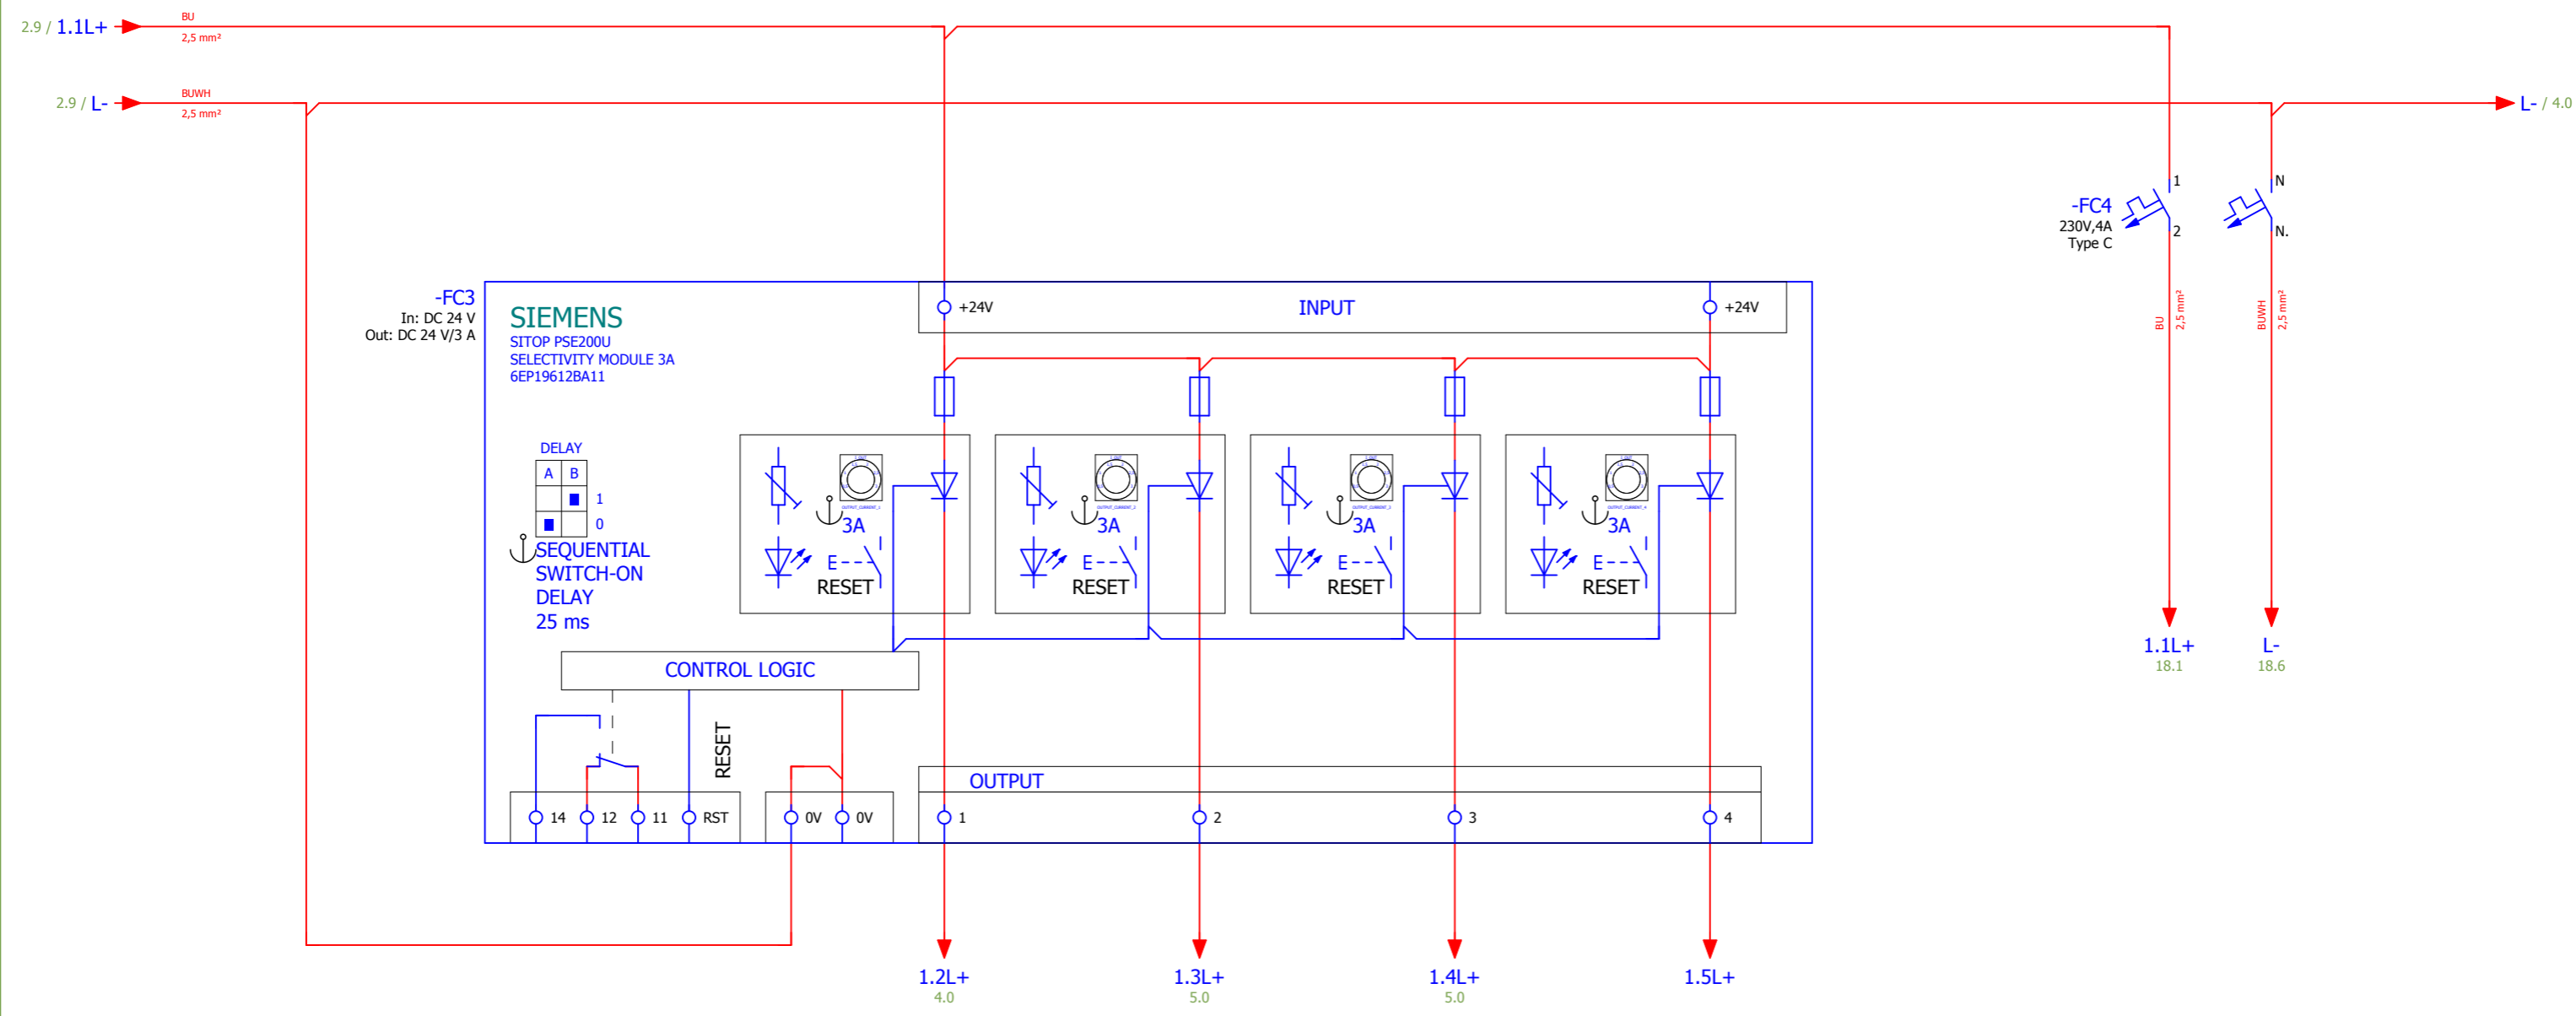 2.9 / 1.1L+
BU
2,5 mm²
2.9 / L-
BUWH
2,5 mm²
L- / 4.0
-FC4
230V,4A
Type C
1
2
N
N.
BU
2,5 mm²
BUWH
2,5 mm²
1.1L+
18.1
L-
18.6
-FC3
In: DC 24 V
Out: DC 24 V/3 A
SIEMENS
SITOP PSE200U
SELECTIVITY MODULE 3A
6EP19612BA11
+24V
INPUT
+24V
DELAY
A B
1
0
SEQUENTIAL
SWITCH-ON
DELAY
25 ms
OUTPUT_CURRENT_1
3A
E
RESET
OUTPUT_CURRENT_2
3A
E
RESET
OUTPUT_CURRENT_3
3A
E
RESET
OUTPUT_CURRENT_4
3A
E
RESET
CONTROL LOGIC
RESET
OUTPUT
14 12 11 RST 0V 0V 1 2 3 4
1.2L+
4.0
1.3L+
5.0
1.4L+
5.0
1.5L+